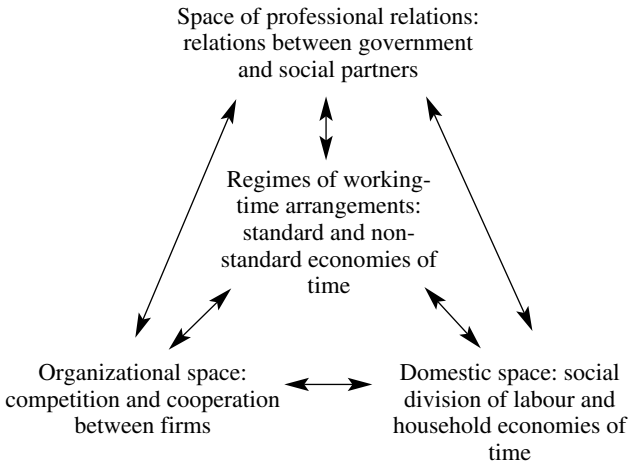 Space of professional relations:
relations between government
and social partners
Regimes of working-
time arrangements:
standard and non-
standard economies of
time
Organizational space:
competition and cooperation
between firms
Domestic space: social
division of labour and
household economies of
time